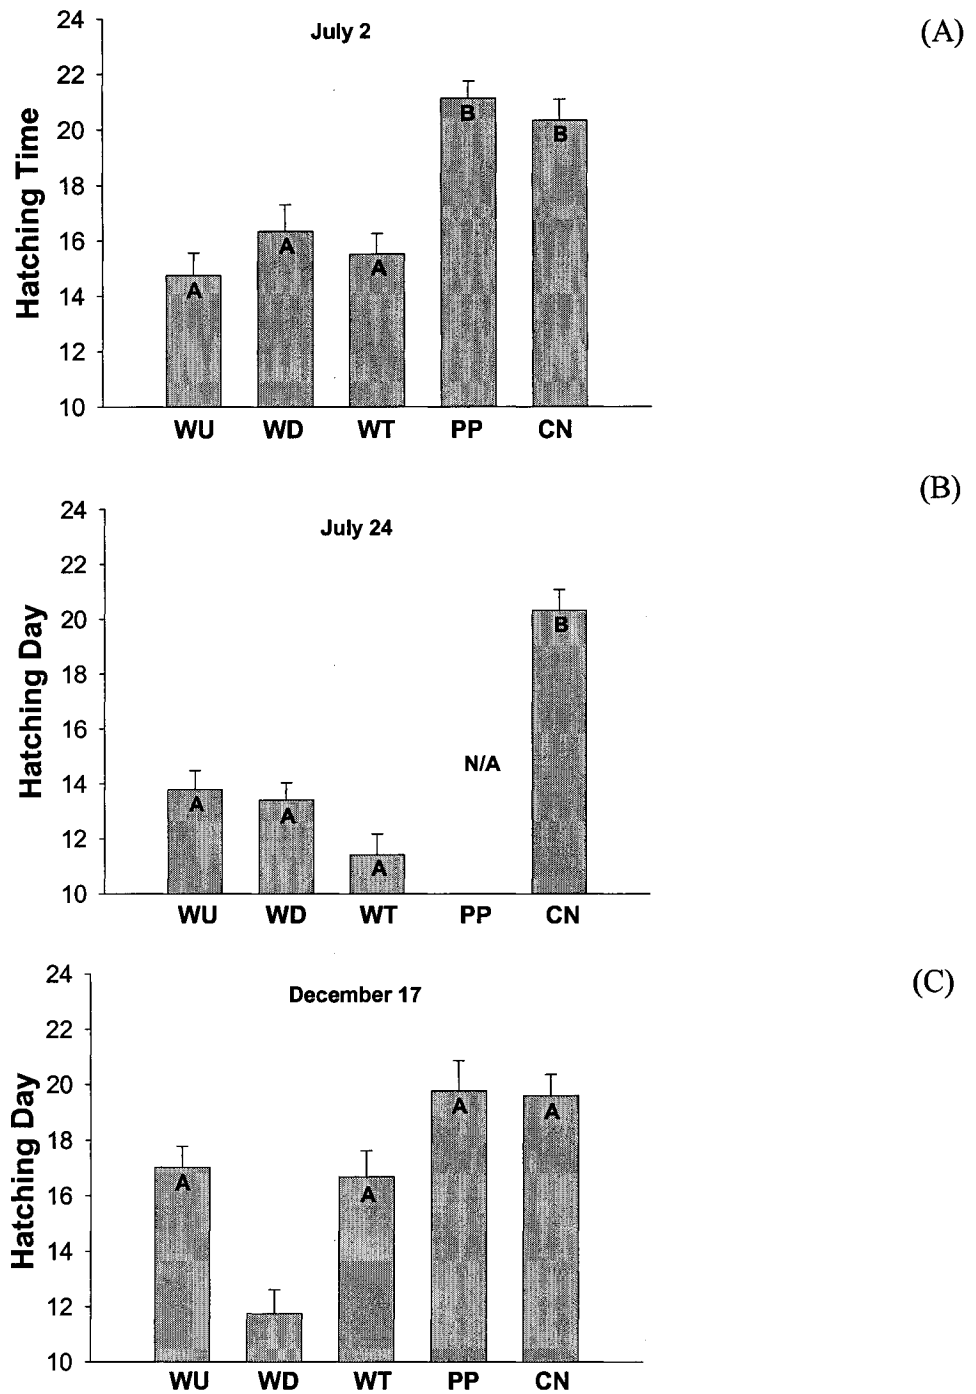 (A)
July 2
Hatching Time
24
22
20
18
16
14
12
10
A
A
A
B
B
WU WD WT PP CN
(B)
July 24
Hatching Day
24
22
20
18
16
14
12
10
A
A
A
N/A
B
WU WD WT PP CN
(C)
December 17
Hatching Day
24
22
20
18
16
14
12
10
A
A
A
A
WU WD WT PP CN